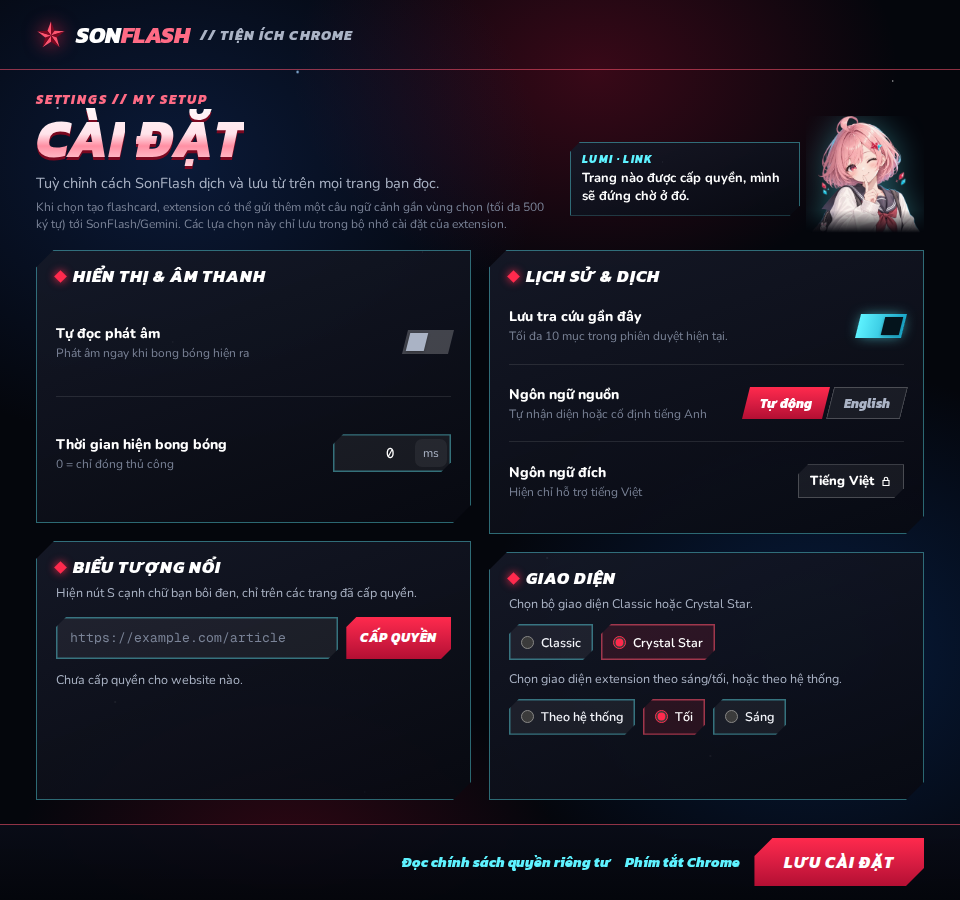 SONFLASH // TIỆN ÍCH CHROME
SETTINGS // MY SETUP
CÀI ĐẶT
Tuỳ chỉnh cách SonFlash dịch và lưu từ trên mọi trang bạn đọc.
Khi chọn tạo flashcard, extension có thể gửi thêm một câu ngữ cảnh gần vùng chọn (tối đa 500
ký tự) tới SonFlash/Gemini. Các lựa chọn này chỉ lưu trong bộ nhớ cài đặt của extension.
LUMI · LINK
Trang nào được cấp quyền, mình
sẽ đứng chờ ở đó.
HIỂN THỊ & ÂM THANH
Tự đọc phát âm
Phát âm ngay khi bong bóng hiện ra
Thời gian hiện bong bóng
0 = chỉ đóng thủ công
0 ms
LỊCH SỬ & DỊCH
Lưu tra cứu gần đây
Tối đa 10 mục trong phiên duyệt hiện tại.
Ngôn ngữ nguồn
Tự nhận diện hoặc cố định tiếng Anh
Tự động English
Ngôn ngữ đích
Hiện chỉ hỗ trợ tiếng Việt
Tiếng Việt
BIỂU TƯỢNG NỔI
Hiện nút S cạnh chữ bạn bôi đen, chỉ trên các trang đã cấp quyền.
https://example.com/article CẤP QUYỀN
Chưa cấp quyền cho website nào.
GIAO DIỆN
Chọn bộ giao diện Classic hoặc Crystal Star.
Classic Crystal Star
Chọn giao diện extension theo sáng/tối, hoặc theo hệ thống.
Theo hệ thống Tối Sáng
Đọc chính sách quyền riêng tư Phím tắt Chrome LƯU CÀI ĐẶT